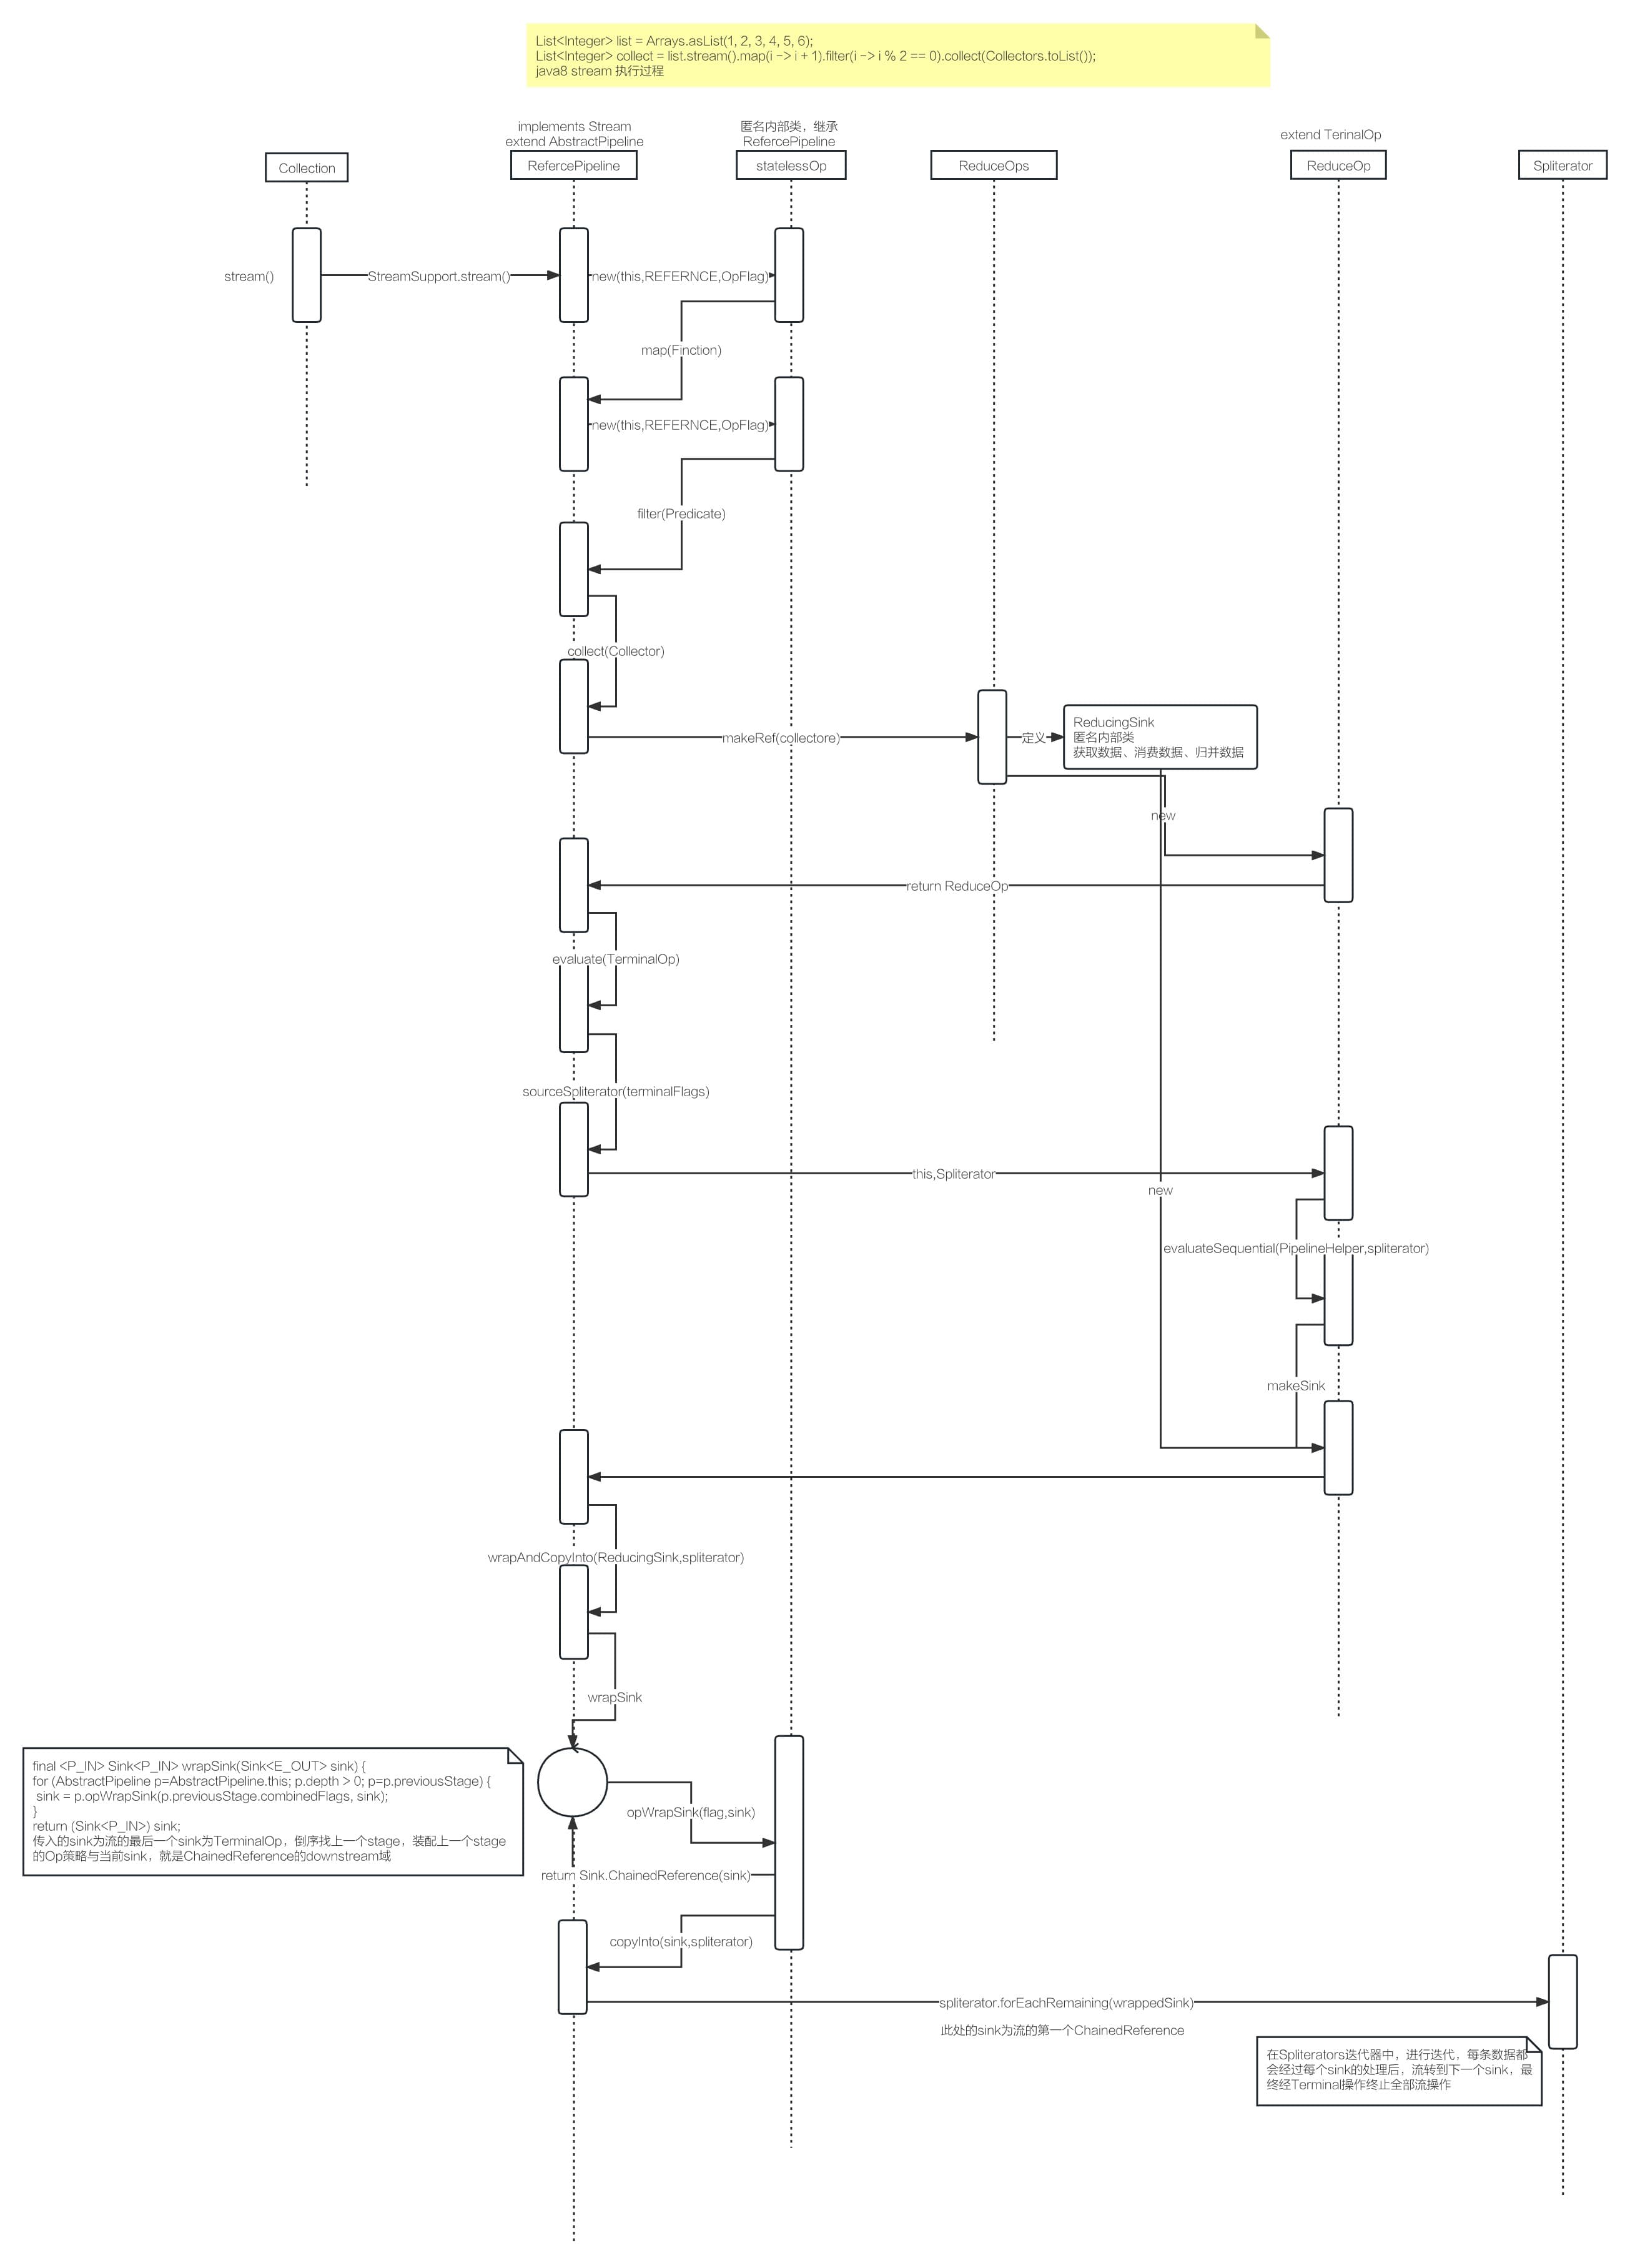 List<Integer> list = Arrays.asList(1, 2, 3, 4, 5, 6);
List<Integer> collect = list.stream().map(i -> i + 1).filter(i -> i % 2 == 0).collect(Collectors.toList());
java8 stream 执行过程
implements Stream
extend AbstractPipeline
匿名内部类，继承
RefercePipeline
extend TerinalOp
Collection
RefercePipeline
statelessOp
ReduceOps
ReduceOp
Spliterator
stream()
StreamSupport.stream()
new(this,REFERNCE,OpFlag)
map(Finction)
new(this,REFERNCE,OpFlag)
filter(Predicate)
collect(Collector)
makeRef(collectore)
定义
ReducingSink
匿名内部类
获取数据、消费数据、归并数据
new
return ReduceOp
evaluate(TerminalOp)
sourceSpliterator(terminalFlags)
this,Spliterator
new
evaluateSequential(PipelineHelper,spliterator)
makeSink
wrapAndCopyInto(ReducingSink,spliterator)
wrapSink
final <P_IN> Sink<P_IN> wrapSink(Sink<E_OUT> sink) {
for (AbstractPipeline p=AbstractPipeline.this; p.depth > 0; p=p.previousStage) {
sink = p.opWrapSink(p.previousStage.combinedFlags, sink);
}
return (Sink<P_IN>) sink;
传入的sink为流的最后一个sink为TerminalOp，倒序找上一个stage，装配上一个stage
的Op策略与当前sink，就是ChainedReference的downstream域
opWrapSink(flag,sink)
return Sink.ChainedReference(sink)
copyInto(sink,spliterator)
spliterator.forEachRemaining(wrappedSink)
此处的sink为流的第一个ChainedReference
在Spliterators迭代器中，进行迭代，每条数据都
会经过每个sink的处理后，流转到下一个sink，最
终经Terminal操作终止全部流操作